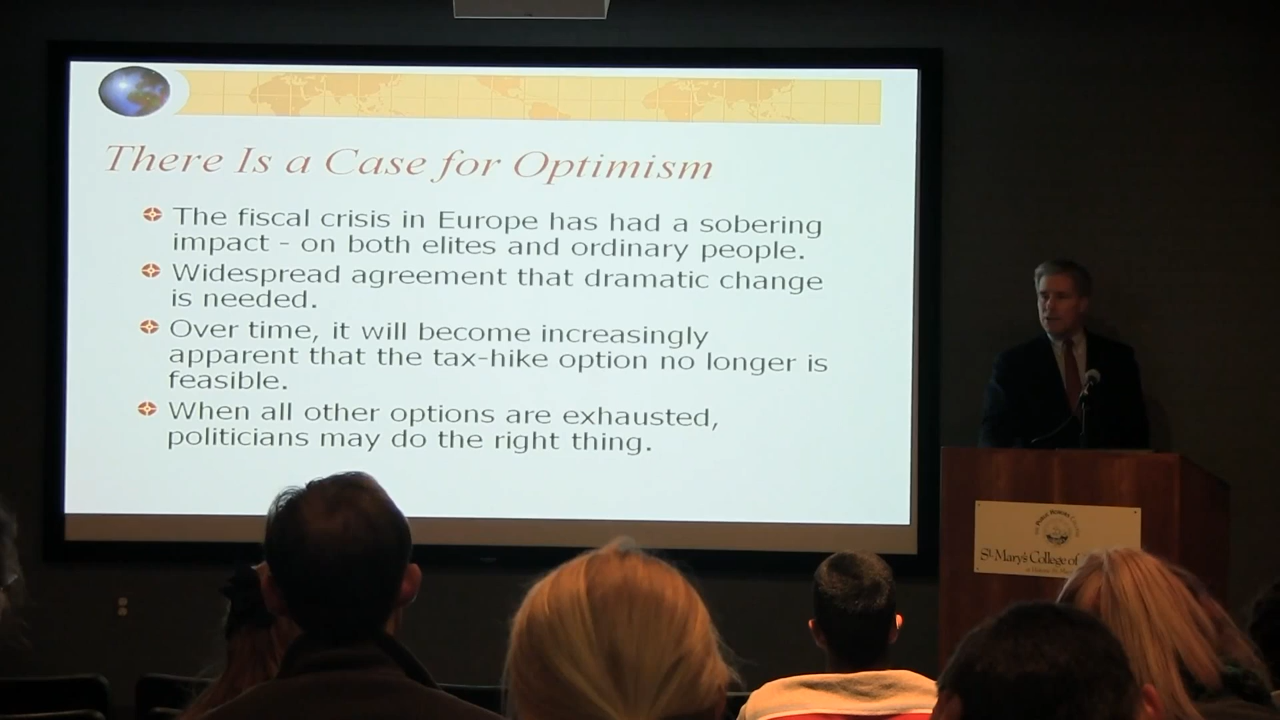 There Is a Case for Optimism
The fiscal crisis in Europe has had a sobering
impact - on both elites and ordinary people.
Widespread agreement that dramatic change
is needed.
Over time, it will become increasingly
apparent that the tax-hike option no longer is
feasible.
When all other options are exhausted,
politicians may do the right thing.
St. Mary's College of